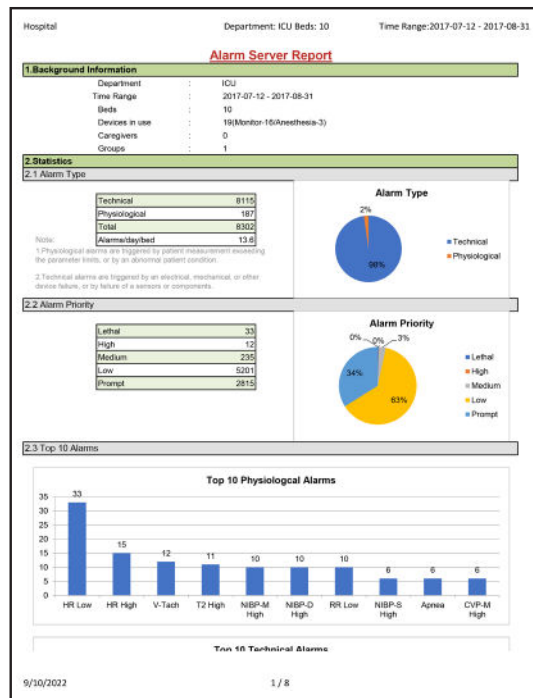 Hospital Department: ICU Beds: 10 Time Range:2017-07-12 - 2017-08-31
Alarm Server Report
1.Background Information
Department : ICU
Time Range : 2017-07-12 - 2017-08-31
Beds : 10
Devices in use : 19(Monitor-16/Anesthesia-3)
Caregivers : 0
Groups : 1
2.Statistics
2.1 Alarm Type
Technical 8115
Physiological 187
Total 8302
Alarms/day/bed 13.6
Note:
1.Physiological alarms are triggered by patient measurement exceeding
the parameter limits, or by an abnormal patient condition.
2.Technical alarms are triggered by an electrical, mechanical, or other
device failure, or by failure of a sensors or components.
Alarm Type
2%
98%
Technical
Physiological
2.2 Alarm Priority
Lethal 33
High 12
Medium 235
Low 5201
Prompt 2815
Alarm Priority
0% 0% 3%
34%
63%
Lethal
High
Medium
Low
Prompt
2.3 Top 10 Alarms
Top 10 Physiologcal Alarms
35
30
25
20
15
10
5
0
33 15 12 11 10 10 10 6 6 6
HR Low HR High V-Tach T2 High NIBP-M NIBP-D RR Low NIBP-S Apnea CVP-M
High High High High
Top 10 Technical Alarms
9/10/2022 1 / 8